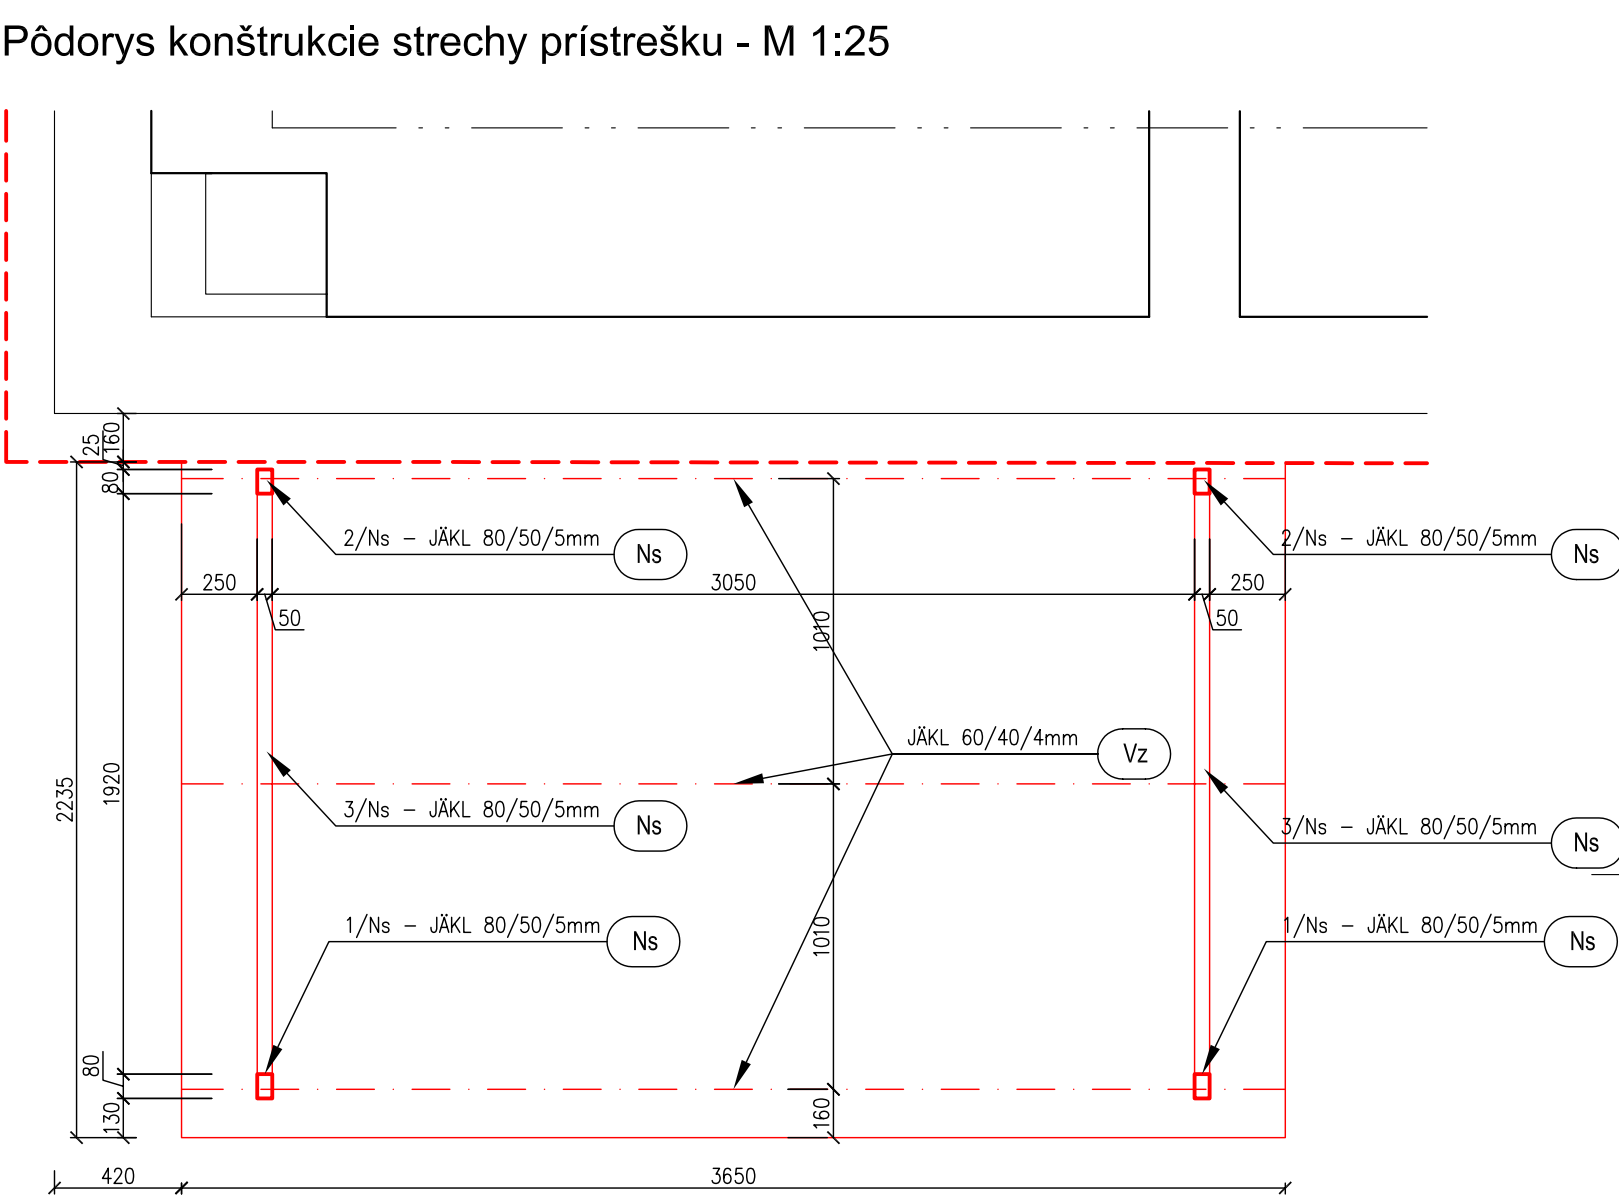 Pôdorys konštrukcie strechy prístrešku - M 1:25
25
160
80
2/Ns – JÄKL 80/50/5mm
Ns
2/Ns – JÄKL 80/50/5mm
Ns
250
3050
250
50
50
1010
JÄKL 60/40/4mm
Vz
2235
1920
3/Ns – JÄKL 80/50/5mm
Ns
3/Ns – JÄKL 80/50/5mm
Ns
1/Ns – JÄKL 80/50/5mm
Ns
1010
1/Ns – JÄKL 80/50/5mm
Ns
80
130
160
420
3650